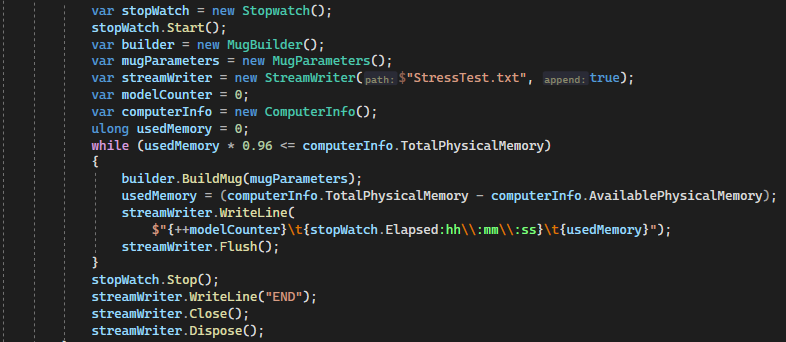 var stopWatch = new Stopwatch();
stopWatch.Start();
var builder = new MugBuilder();
var mugParameters = new MugParameters();
var streamWriter = new StreamWriter(path:$"StressTest.txt", append:true);
var modelCounter = 0;
var computerInfo = new ComputerInfo();
ulong usedMemory = 0;
while (usedMemory * 0.96 <= computerInfo.TotalPhysicalMemory)
{
builder.BuildMug(mugParameters);
usedMemory = (computerInfo.TotalPhysicalMemory - computerInfo.AvailablePhysicalMemory);
streamWriter.WriteLine(
$"{++modelCounter}\t{stopWatch.Elapsed:hh\\:mm\\:ss}\t{usedMemory}");
streamWriter.Flush();
}
stopWatch.Stop();
streamWriter.WriteLine("END");
streamWriter.Close();
streamWriter.Dispose();